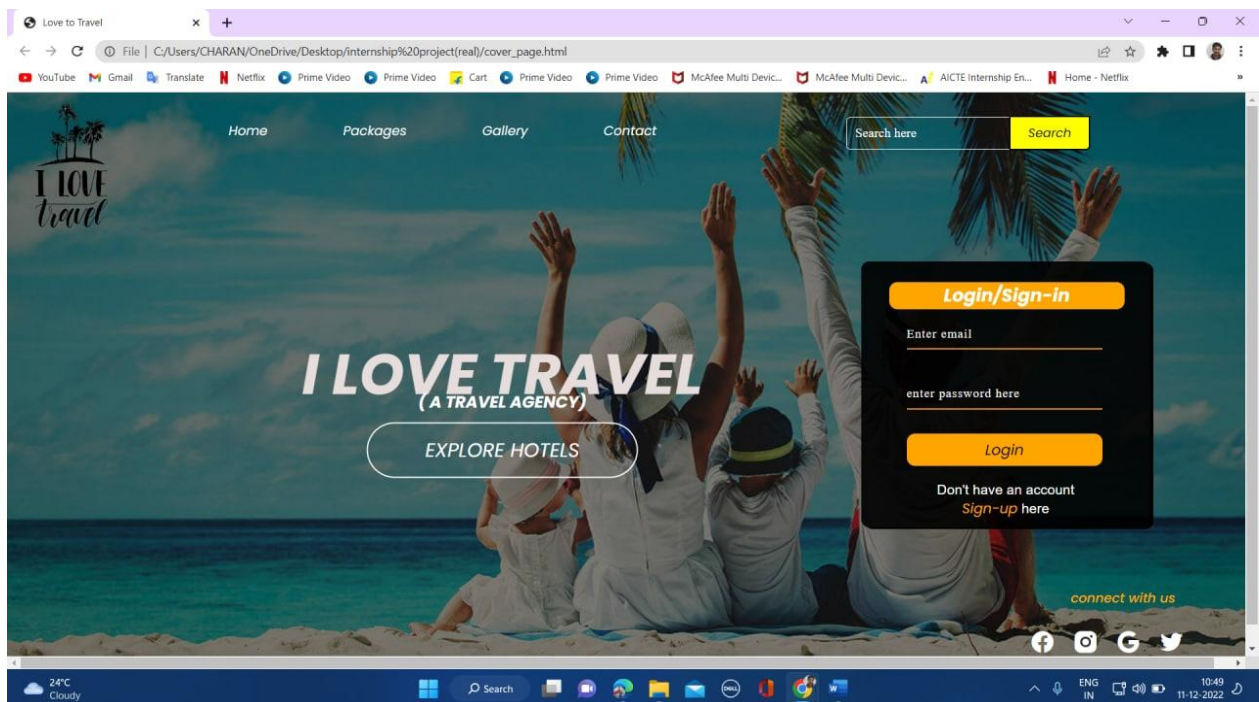 Love to Travel
File | C:/Users/CHARAN/OneDrive/Desktop/internship%20project(real)/cover_page.html
YouTube Gmail Translate Netflix Prime Video Prime Video Cart Prime Video Prime Video McAfee Multi Devic... McAfee Multi Devic... AICTE Internship En... Home - Netflix »
Home Packages Gallery Contact Search here Search
I LOVE
travel
Login/Sign-in
Enter email
I LOVE TRAVEL
(A TRAVEL AGENCY)
enter password here
EXPLORE HOTELS
Login
Don't have an account
Sign-up here
connect with us
24°C
Cloudy
Search
DELL
ENG
IN
10:49
11-12-2022